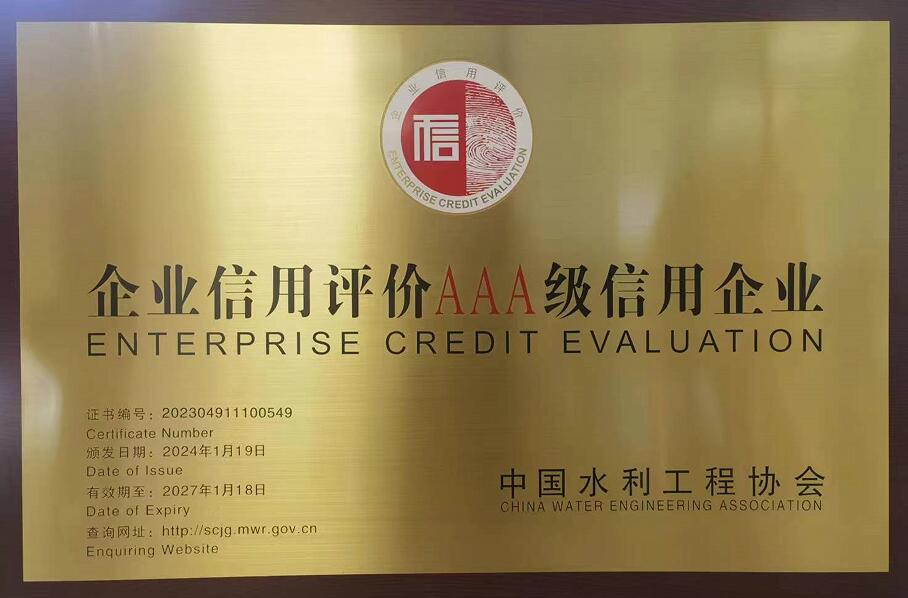 企业信用评价
信
ENTERPRISE CREDIT EVALUATION
企业信用评价AAA级信用企业
ENTERPRISE CREDIT EVALUATION
证书编号：202304911100549
Certificate Number
颁发日期：2024年1月19日
Date of Issue
有效期至：2027年1月18日
Date of Expiry
查询网址：http://scjg.mwr.gov.cn
Enquiring Website
中国水利工程协会
CHINA WATER ENGINEERING ASSOCIATION